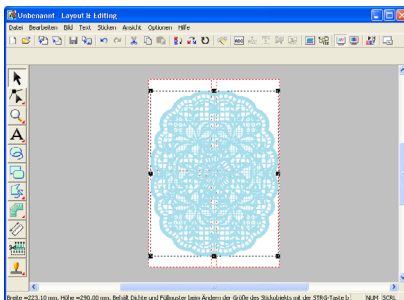 Unbenannt - Layout & Editing
Datei Bearbeiten Bild Text Sticken Ansicht Optionen Hilfe
A
Breite =223.10 mm, Höhe =290.00 mm. Behält Dichte und Füllmuster beim Ändern der Größe des Stickobjekts mit der STRG-Taste b
NUM SCRL